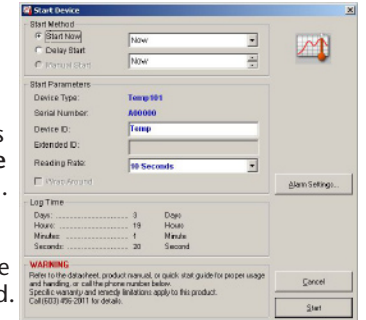 Start Device
Start Method
Start Now
Now
Delay Start
Manual Start
Now
Start Parameters
Device Type: Temp101
Serial Number: A00000
s
Device ID: Temp
e
Extended ID:
.
Reading Rate: 10 Seconds
Wrap Around
Alarm Settings...
Log Time
Days: 3 Days
Hours: 19 Hours
Minutes 1 Minute
Seconds: 20 Second
e
WARNING
d.
Refer to the datasheet, product manual, or quick start guide for proper usage
and handling, or call the phone number below.
Specific warranty and remedy limitations apply to this product.
Call (603) 456-2011 for details.
Cancel
Start